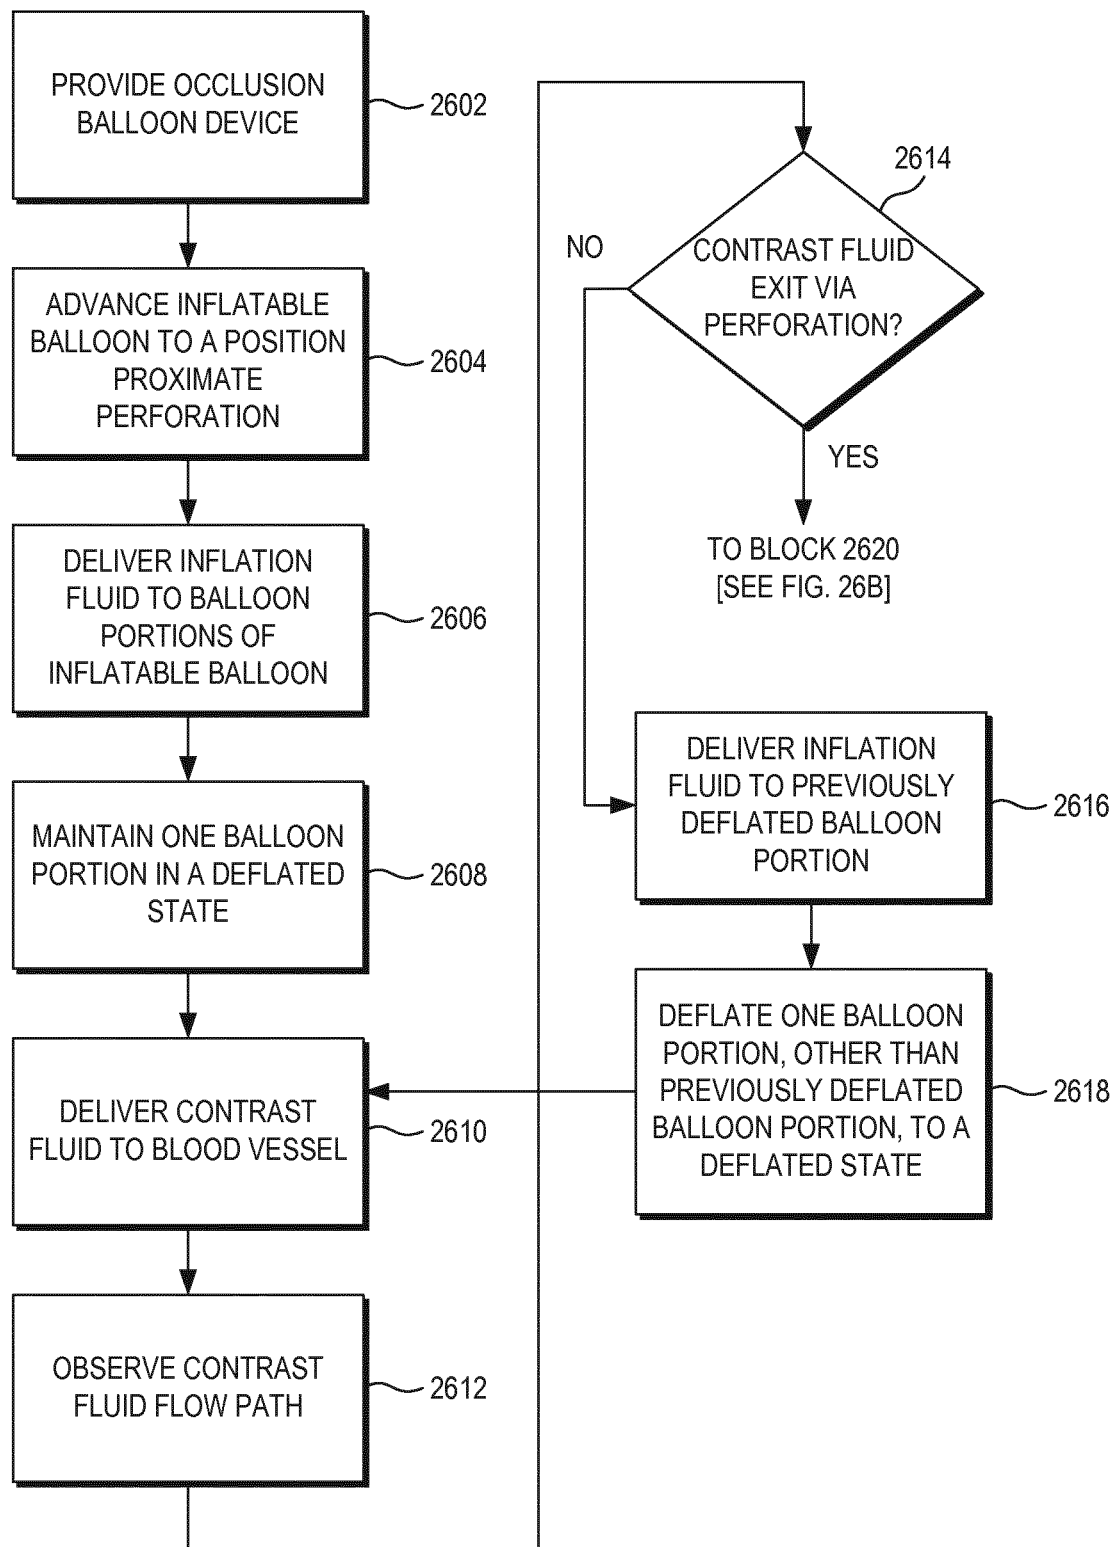 PROVIDE OCCLUSION
BALLOON DEVICE
2602
ADVANCE INFLATABLE
BALLOON TO A POSITION
PROXIMATE
PERFORATION
2604
DELIVER INFLATION
FLUID TO BALLOON
PORTIONS OF
INFLATABLE BALLOON
2606
MAINTAIN ONE BALLOON
PORTION IN A DEFLATED
STATE
2608
DELIVER CONTRAST
FLUID TO BLOOD VESSEL
2610
OBSERVE CONTRAST
FLUID FLOW PATH
2612
2614
CONTRAST FLUID
EXIT VIA
PERFORATION?
NO
YES
TO BLOCK 2620
[SEE FIG. 26B]
DELIVER INFLATION
FLUID TO PREVIOUSLY
DEFLATED BALLOON
PORTION
2616
DEFLATE ONE BALLOON
PORTION, OTHER THAN
PREVIOUSLY DEFLATED
BALLOON PORTION, TO A
DEFLATED STATE
2618